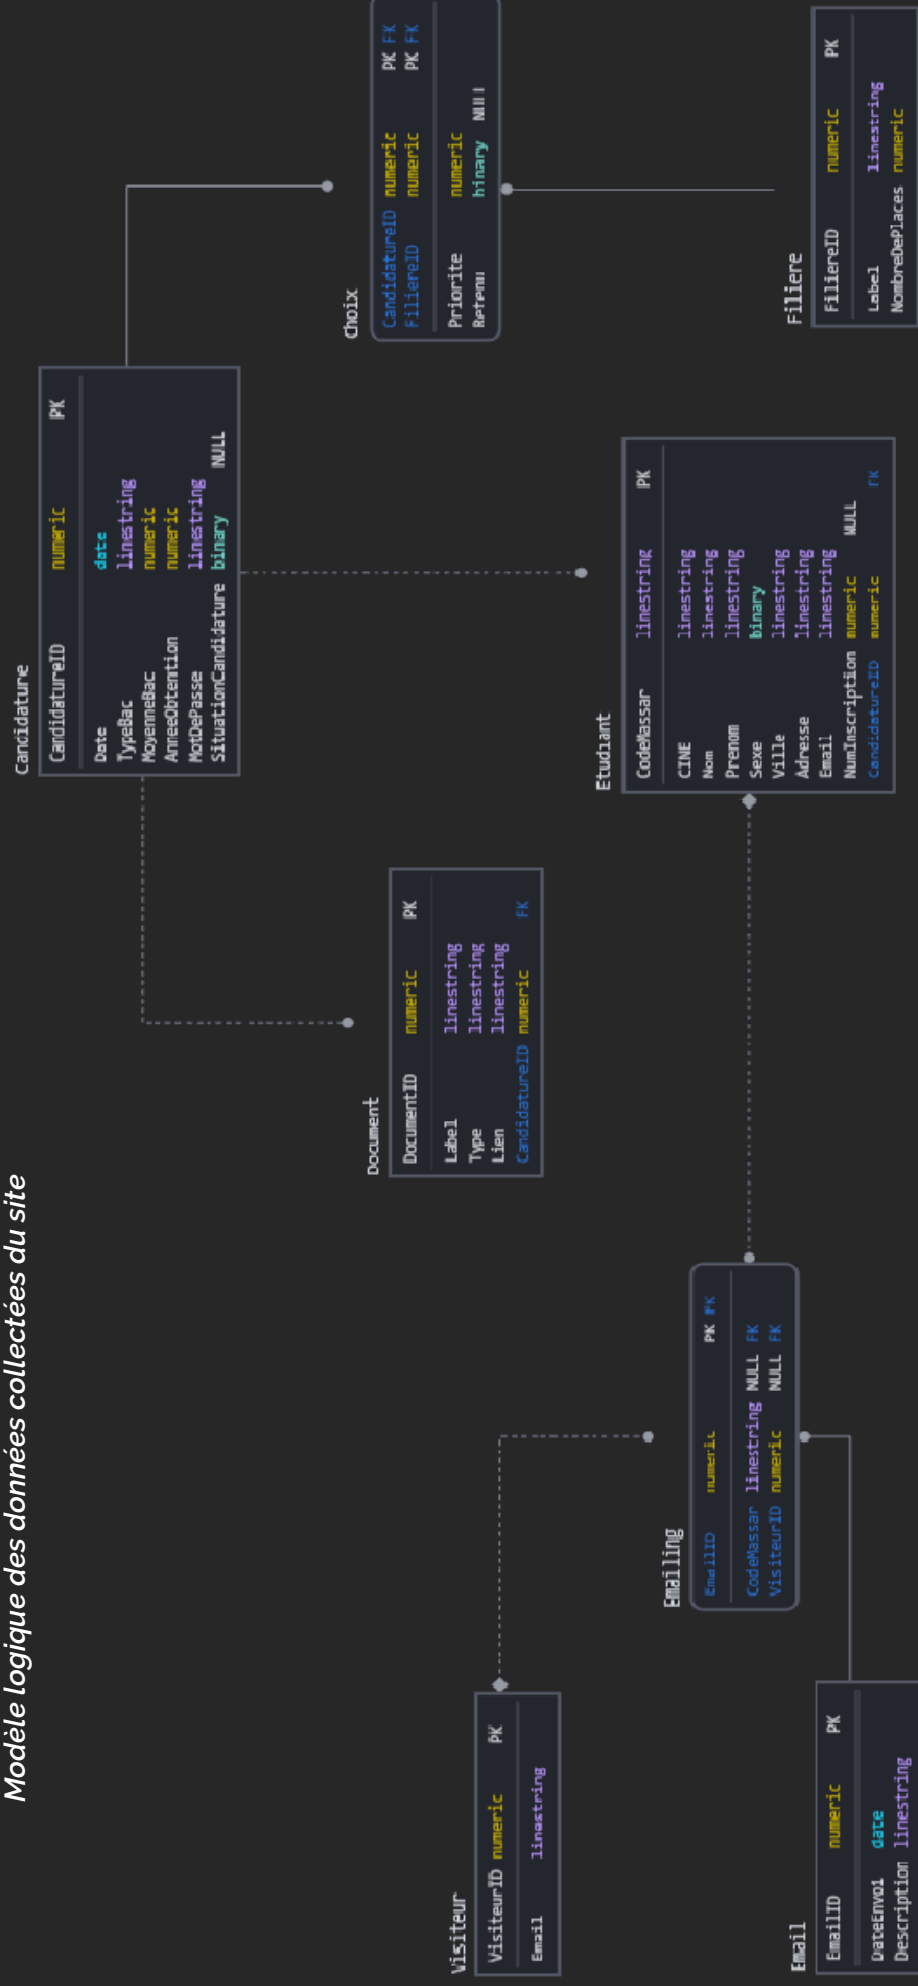 Modèle logique des données collectées du site
Visiteur
VisiteurID numeric PK
Email linestring
Email
EmailID numeric PK
DateEnvoi date
Description linestring
Emailing
EmailID numeric PK FK
CodeMassar linestring NULL FK
VisiteurID numeric NULL FK
Document
DocumentID numeric PK
Label linestring
Type linestring
Lien linestring
CandidatureID numeric FK
Candidature
CandidatureID numeric PK
Date date
TypeBac linestring
MoyenneBac numeric
AnneeObtention numeric
MotDePasse linestring
SituationCandidature binary NULL
Etudiant
CodeMassar linestring PK
CINE linestring
Nom linestring
Prenom linestring
Sexe binary
Ville linestring
Adresse linestring
Email linestring
NumInscription numeric NULL
CandidatureID numeric FK
Choix
CandidatureID numeric PK FK
FiliereID numeric PK FK
Priorite numeric
Retenu binary NULL
Filiere
FiliereID numeric PK
Label linestring
NombreDePlaces numeric